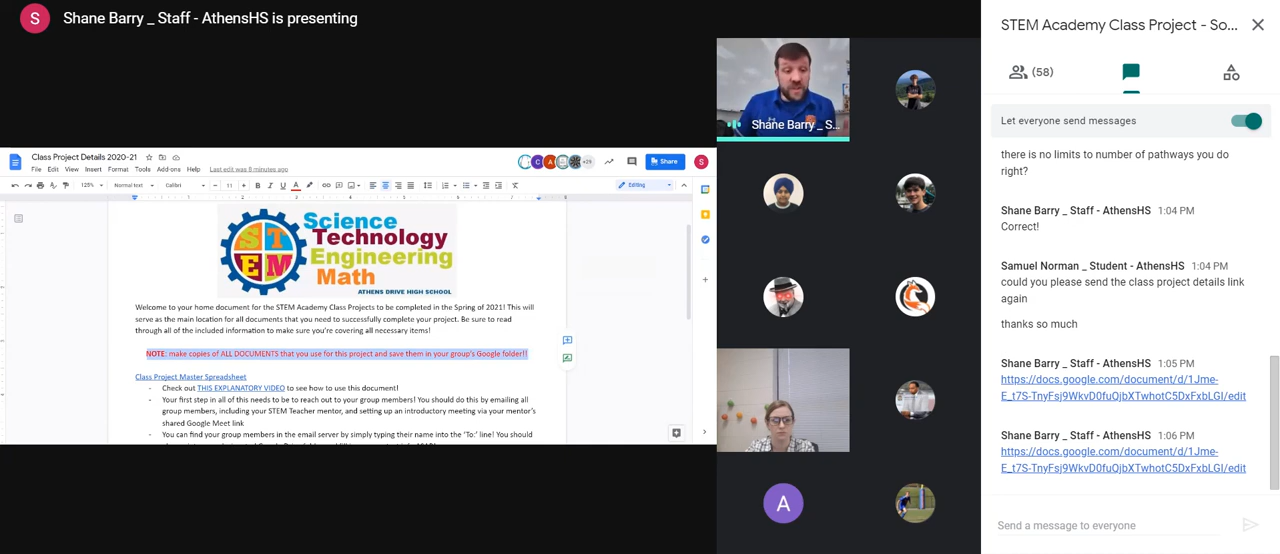 S
Shane Barry _ Staff - AthensHS is presenting
Class Project Details 2020-21
File Edit View Insert Format Tools Add-ons Help Last edit was 8 minutes ago
C A +29 Share S
125% Normal text Calibri 11 B I U A Editing
STEM
Science
Technology
Engineering
Math
ATHENS DRIVE HIGH SCHOOL
Welcome to your home document for the STEM Academy Class Projects to be completed in the Spring of 2021! This will
serve as the main location for all documents that you need to successfully complete your project. Be sure to read
through all of the included information to make sure you're covering all necessary items!
NOTE: make copies of ALL DOCUMENTS that you use for this project and save them in your group's Google folder!!
Class Project Master Spreadsheet
- Check out THIS EXPLANATORY VIDEO to see how to use this document!
- Your first step in all of this needs to be to reach out to your group members! You should do this by emailing all
group members, including your STEM Teacher mentor, and setting up an introductory meeting via your mentor's
shared Google Meet link
- You can find your group members in the email server by simply typing their name into the 'To:' line! You should
Shane Barry _ S...
A
STEM Academy Class Project - So...
(58)
Let everyone send messages
there is no limits to number of pathways you do
right?
Shane Barry _ Staff - AthensHS 1:04 PM
Correct!
Samuel Norman _ Student - AthensHS 1:04 PM
could you please send the class project details link
again
thanks so much
Shane Barry _ Staff - AthensHS 1:05 PM
https://docs.google.com/document/d/1Jme-
E_t7S-TnyFsj9WkvD0fuQjbXTwhotC5DxFxbLGI/edit
Shane Barry _ Staff - AthensHS 1:06 PM
https://docs.google.com/document/d/1Jme-
E_t7S-TnyFsj9WkvD0fuQjbXTwhotC5DxFxbLGI/edit
Send a message to everyone